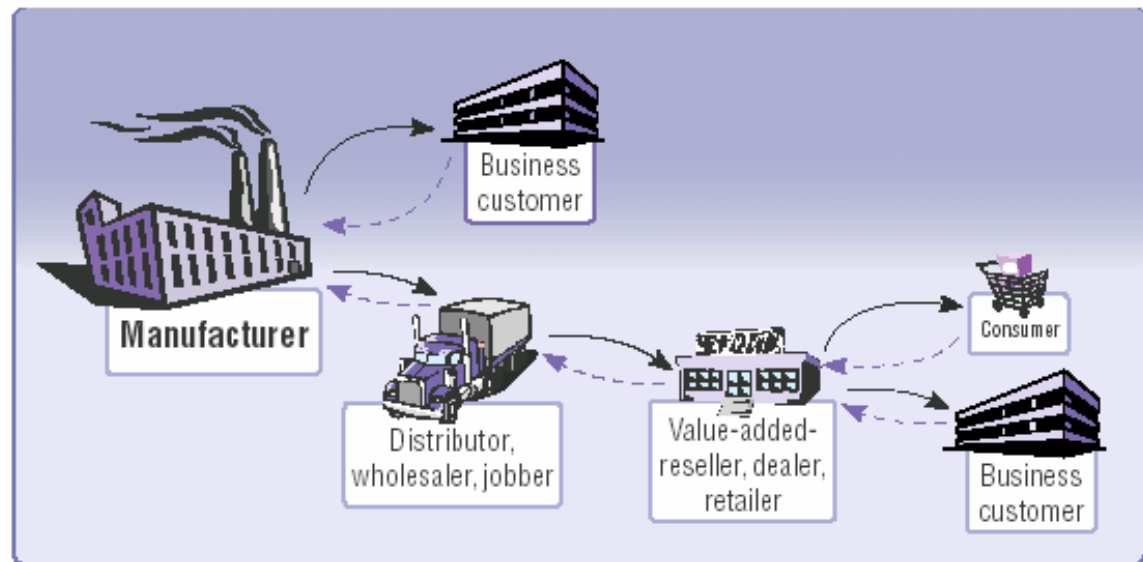 Business
customer
Manufacturer
Distributor,
wholesaler, jobber
Value-added-
reseller, dealer,
retailer
Consumer
Business
customer